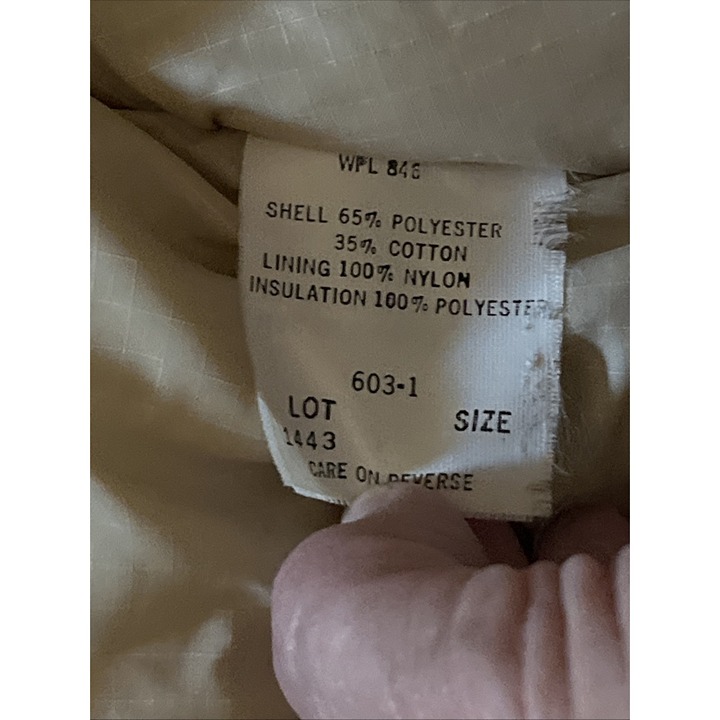 WPL 846
SHELL 65% POLYESTER
35% COTTON
LINING 100% NYLON
INSULATION 100% POLYESTER
603-1
LOT SIZE
1443
CARE ON REVERSE